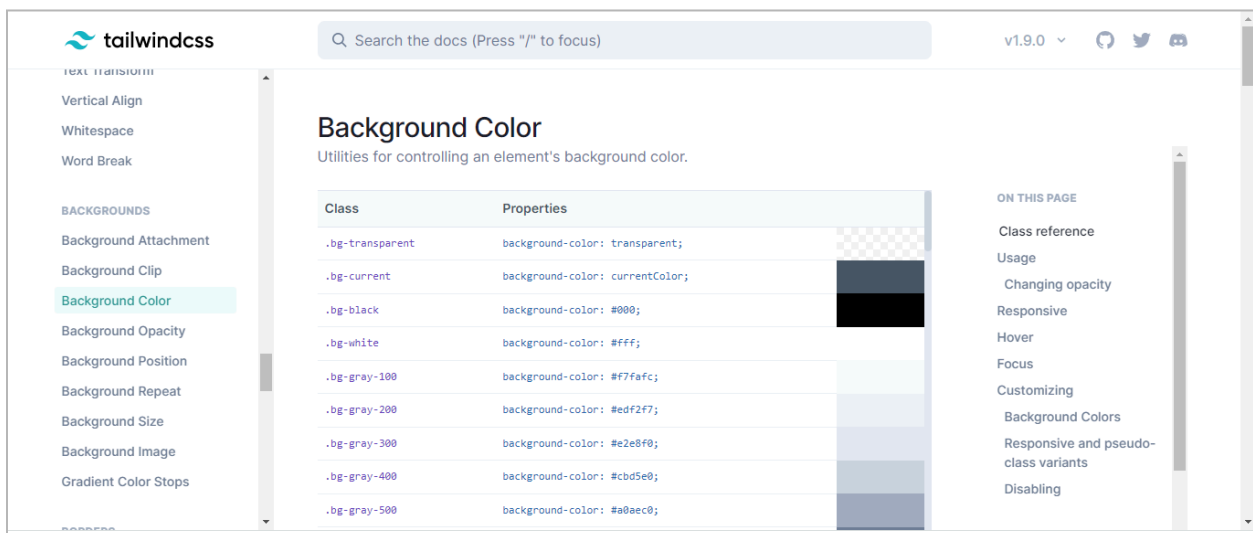 tailwindcss
Search the docs (Press "/" to focus)
v1.9.0
Text Transform
Vertical Align
Whitespace
Word Break
BACKGROUNDS
Background Attachment
Background Clip
Background Color
Background Opacity
Background Position
Background Repeat
Background Size
Background Image
Gradient Color Stops
BORDERS
Background Color
Utilities for controlling an element's background color.
Class Properties
.bg-transparent background-color: transparent;
.bg-current background-color: currentColor;
.bg-black background-color: #000;
.bg-white background-color: #fff;
.bg-gray-100 background-color: #f7fafc;
.bg-gray-200 background-color: #edf2f7;
.bg-gray-300 background-color: #e2e8f0;
.bg-gray-400 background-color: #cbd5e0;
.bg-gray-500 background-color: #a0aec0;
ON THIS PAGE
Class reference
Usage
Changing opacity
Responsive
Hover
Focus
Customizing
Background Colors
Responsive and pseudo-
class variants
Disabling